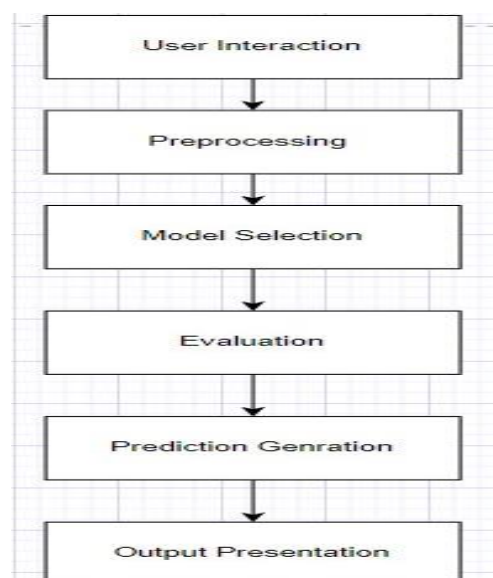 User Interaction
Preprocessing
Model Selection
Evaluation
Prediction Genration
Output Presentation